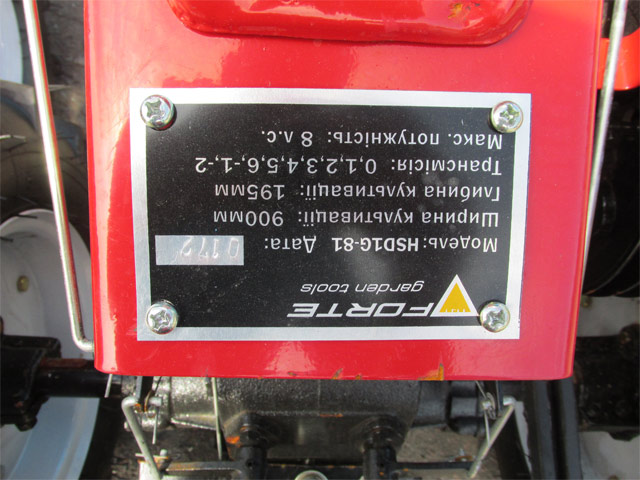 FORTE
garden tools
Модель: HSD1G-81 Дата: 0172
Ширина культивації: 900мм
Глибина культивації: 195мм
Трансмісія: 0,1,2,3,4,5,6,-1,-2
Макс. потужність: 8 л.с.